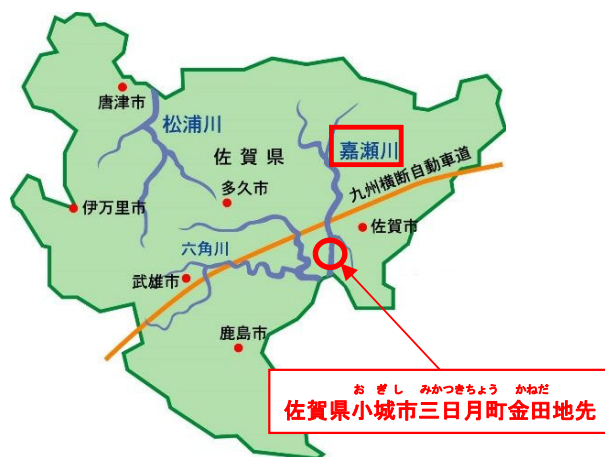 唐津市
松浦川
嘉瀬川
佐賀県
九州横断自動車道
多久市
伊万里市
佐賀市
六角川
武雄市
鹿島市
おぎし みかつきちょう かねだ
佐賀県小城市三日月町金田地先